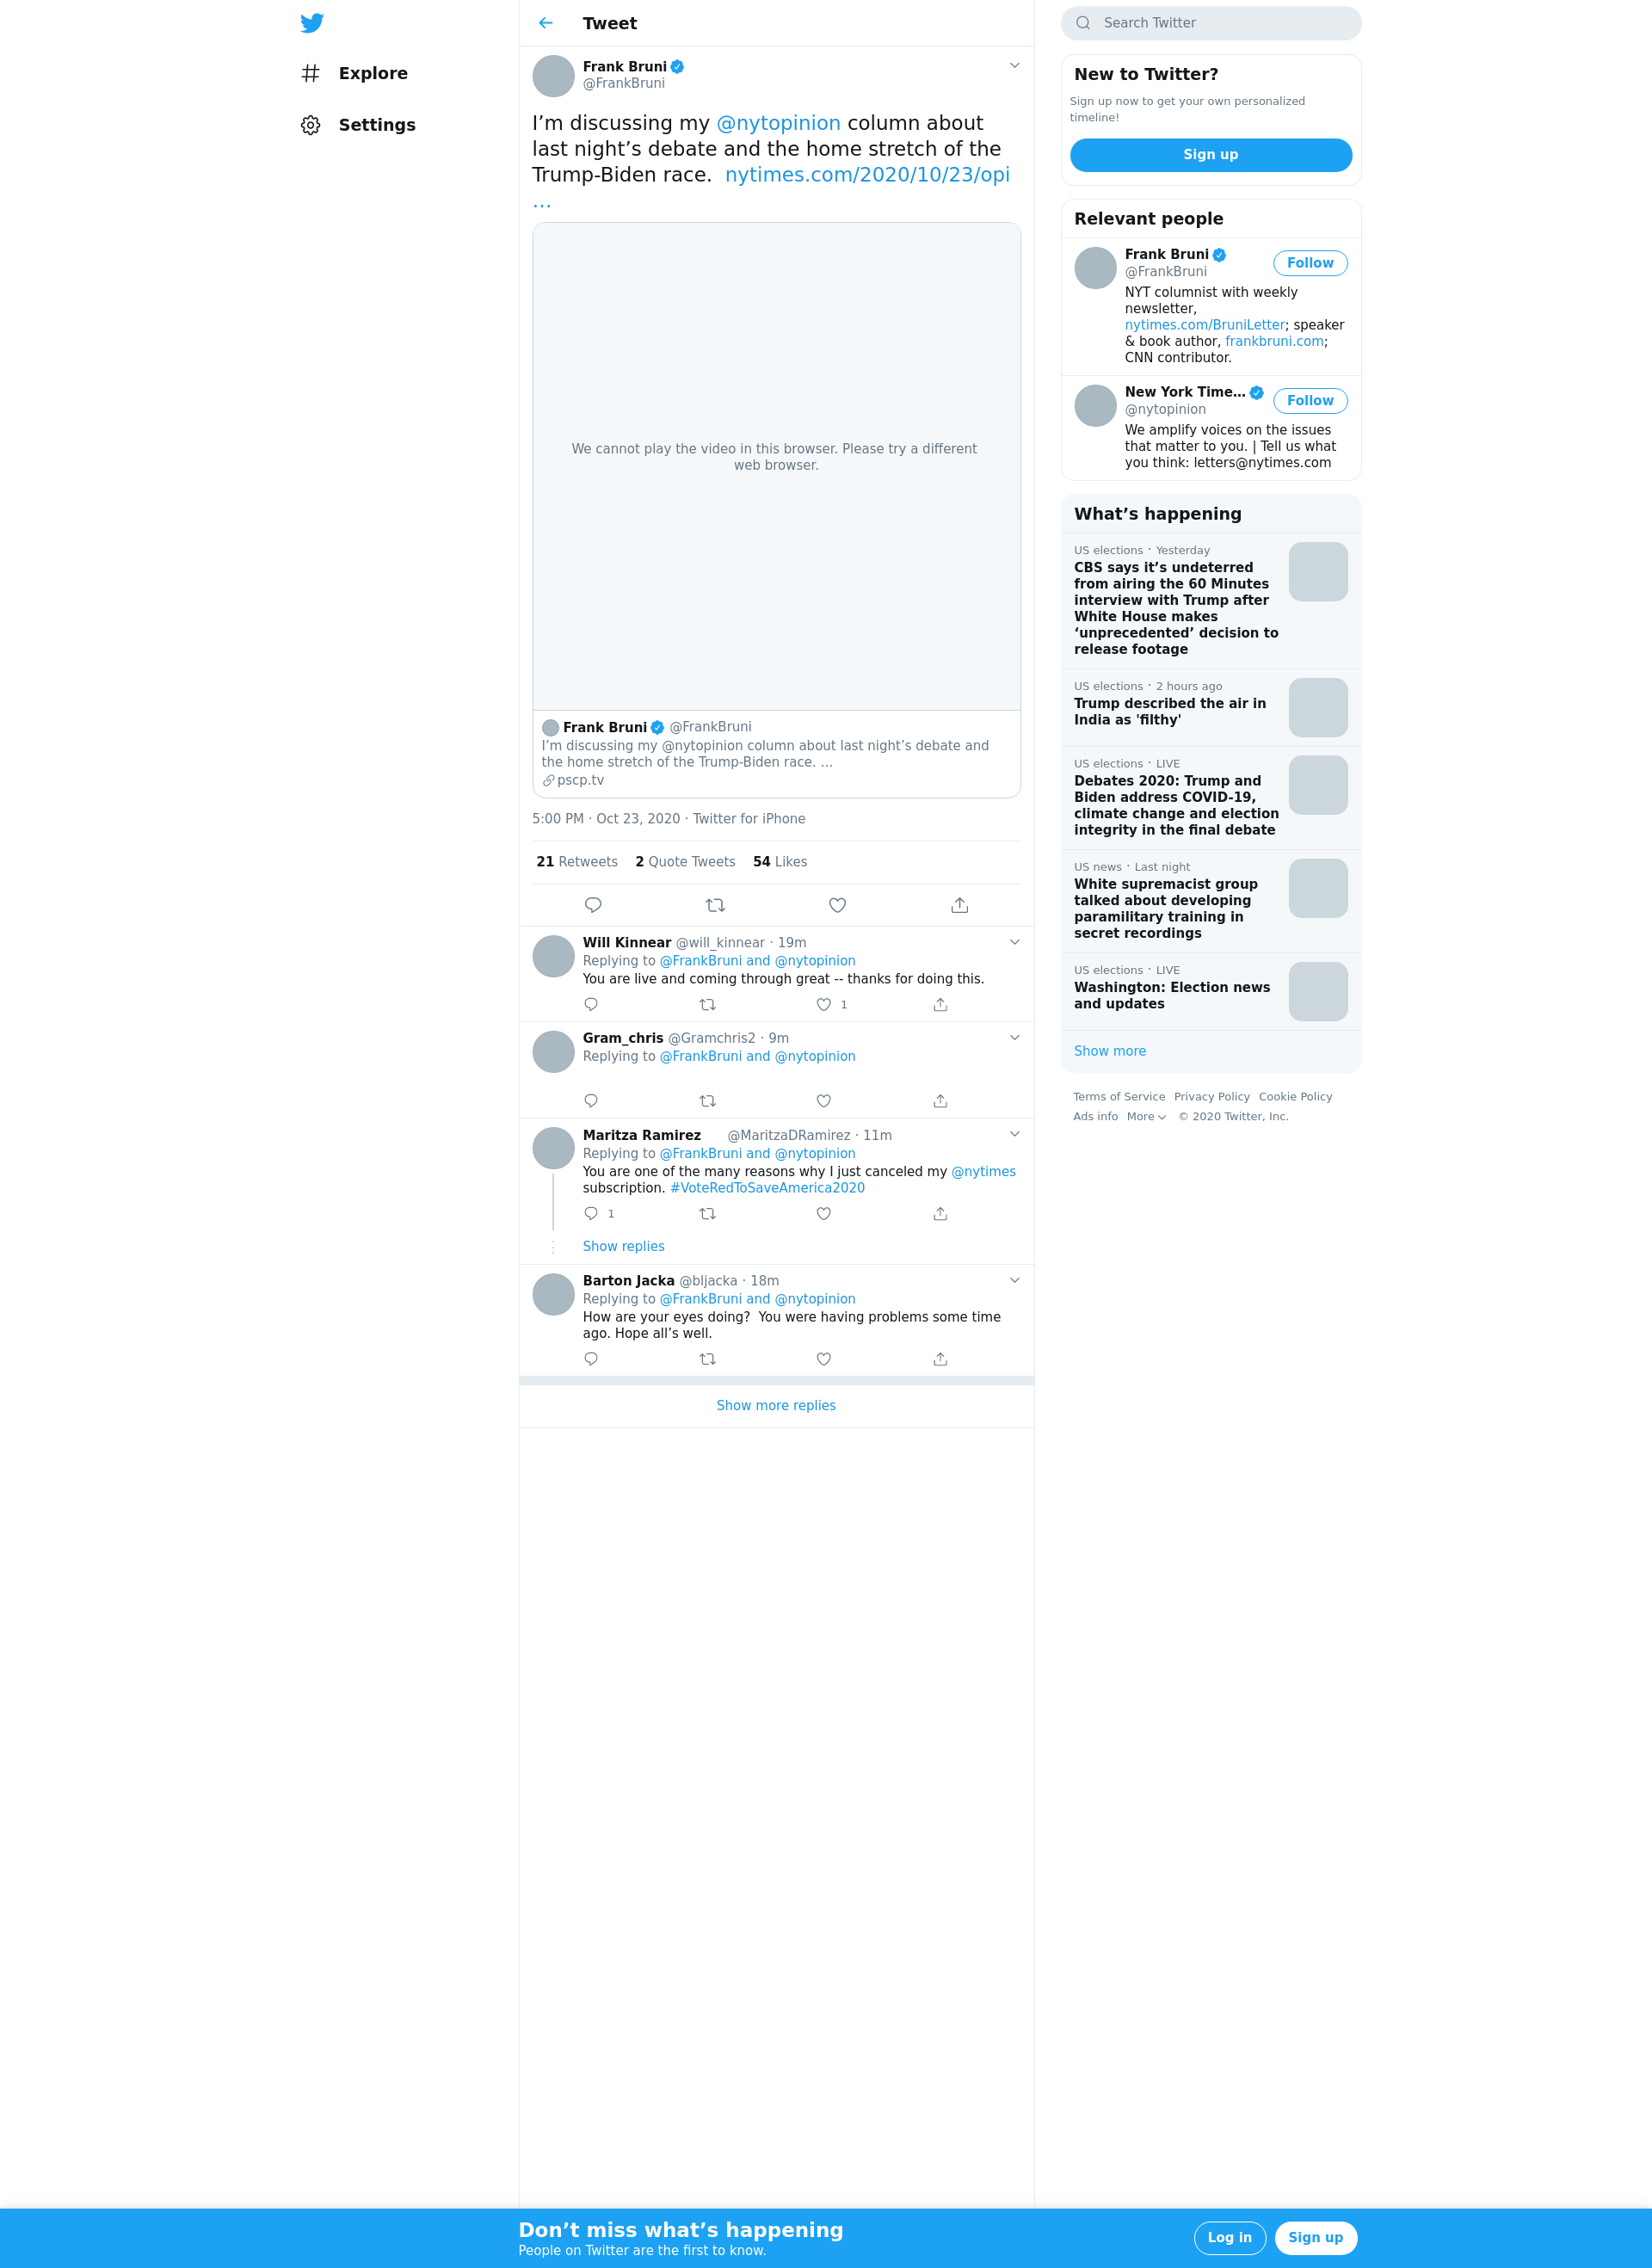 Explore
Settings
Tweet
Frank Bruni
@FrankBruni
I’m discussing my @nytopinion column about
last night’s debate and the home stretch of the
Trump-Biden race.  nytimes.com/2020/10/23/opi
…
We cannot play the video in this browser. Please try a different
web browser.
Frank Bruni @FrankBruni
I’m discussing my @nytopinion column about last night’s debate and
the home stretch of the Trump-Biden race. …
pscp.tv
5:00 PM · Oct 23, 2020 · Twitter for iPhone
21 Retweets 2 Quote Tweets 54 Likes
Will Kinnear @will_kinnear · 19m
Replying to @FrankBruni and @nytopinion
You are live and coming through great -- thanks for doing this.
1
Gram_chris @Gramchris2 · 9m
Replying to @FrankBruni and @nytopinion
Maritza Ramirez @MaritzaDRamirez · 11m
Replying to @FrankBruni and @nytopinion
You are one of the many reasons why I just canceled my @nytimes
subscription. #VoteRedToSaveAmerica2020
1
Show replies
Barton Jacka @bljacka · 18m
Replying to @FrankBruni and @nytopinion
How are your eyes doing?  You were having problems some time
ago. Hope all’s well.
Show more replies
Search Twitter
New to Twitter?
Sign up now to get your own personalized
timeline!
Sign up
Relevant people
Frank Bruni
Follow
@FrankBruni
NYT columnist with weekly
newsletter,
nytimes.com/BruniLetter; speaker
& book author, frankbruni.com;
CNN contributor.
New York Time…
Follow
@nytopinion
We amplify voices on the issues
that matter to you. | Tell us what
you think: letters@nytimes.com
What’s happening
US elections · Yesterday
CBS says it’s undeterred
from airing the 60 Minutes
interview with Trump after
White House makes
‘unprecedented’ decision to
release footage
US elections · 2 hours ago
Trump described the air in
India as 'filthy'
US elections · LIVE
Debates 2020: Trump and
Biden address COVID-19,
climate change and election
integrity in the final debate
US news · Last night
White supremacist group
talked about developing
paramilitary training in
secret recordings
US elections · LIVE
Washington: Election news
and updates
Show more
Terms of Service Privacy Policy Cookie Policy
Ads info More © 2020 Twitter, Inc.
Don’t miss what’s happening
People on Twitter are the first to know.
Log in
Sign up